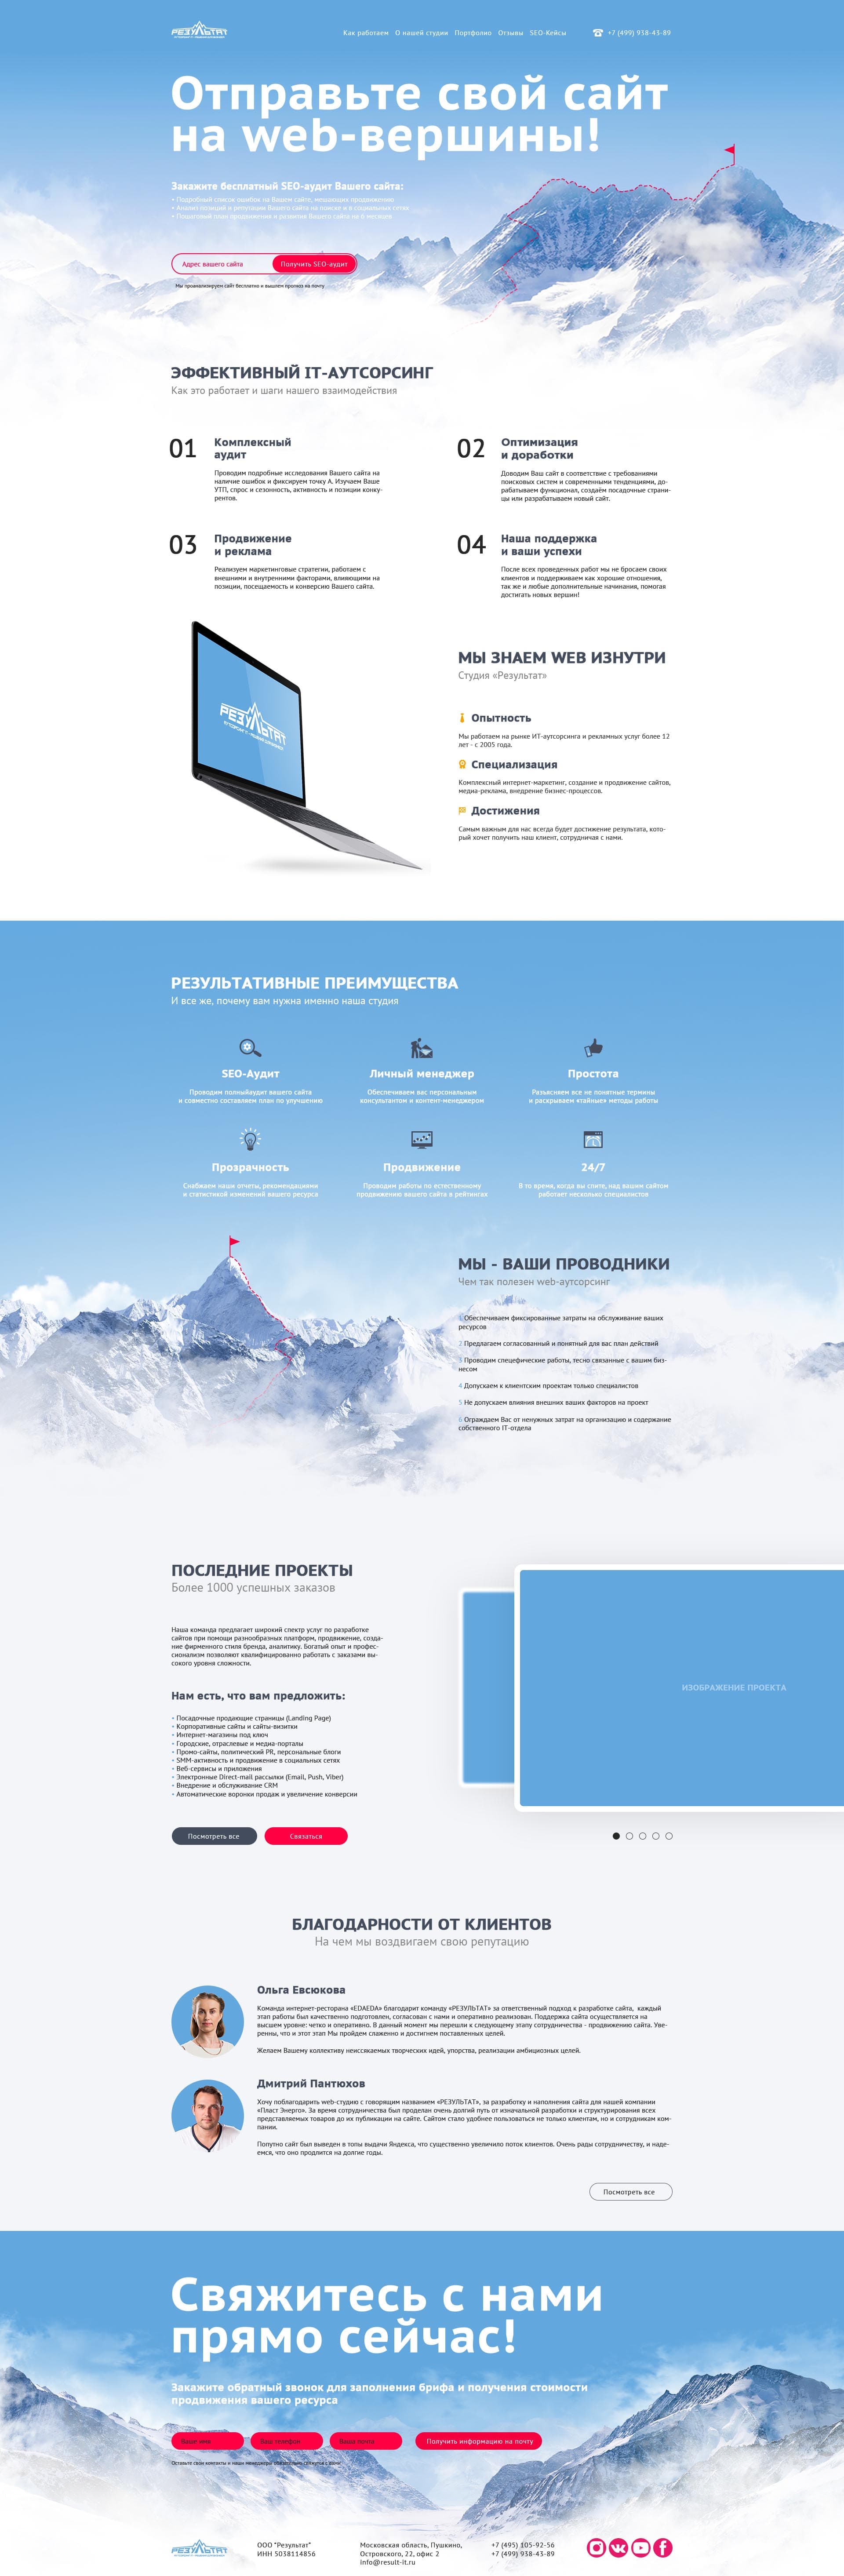 РЕЗУЛЬТАТ
Как работаем О нашей студии Портфолио Отзывы SEO-Кейсы
+7 (499) 938-43-89
Отправьте свой сайт
на web-вершины!
Закажите бесплатный SEO-аудит Вашего сайта:
• Подробный список ошибок на Вашем сайте, мешающих продвижению
• Анализ позиций и репутации Вашего сайта на поиске и в социальных сетях
• Пошаговый план продвижения и развития Вашего сайта на 6 месяцев
Адрес вашего сайта
Получить SEO-аудит
Мы проанализируем сайт бесплатно и вышлем прогноз на почту
ЭФФЕКТИВНЫЙ IT-АУТСОРСИНГ
Как это работает и шаги нашего взаимодействия
01
Комплексный
аудит
Проводим подробные исследования Вашего сайта на
наличие ошибок и фиксируем точку А. Изучаем Ваше
УТП, спрос и сезонность, активность и позиции конку-
рентов.
02
Оптимизация
и доработки
Доводим Ваш сайт в соответствие с требованиями
поисковых систем и современными тенденциями, до-
рабатываем функционал, создаём посадочные страни-
цы или разрабатываем новый сайт.
03
Продвижение
и реклама
Реализуем маркетинговые стратегии, работаем с
внешними и внутренними факторами, влияющими на
позиции, посещаемость и конверсию Вашего сайта.
04
Наша поддержка
и ваши успехи
После всех проведенных работ мы не бросаем своих
клиентов и поддерживаем как хорошие отношения,
так же и любые дополнительные начинания, помогая
достигать новых вершин!
РЕЗУЛЬТАТ
МЫ ЗНАЕМ WEB ИЗНУТРИ
Студия «Результат»
Опытность
Мы работаем на рынке ИТ-аутсорсинга и рекламных услуг более 12
лет - с 2005 года.
Специализация
Комплексный интернет-маркетинг, создание и продвижение сайтов,
медиа-реклама, внедрение бизнес-процессов.
Достижения
Самым важным для нас всегда будет достижение результата, кото-
рый хочет получить наш клиент, сотрудничая с нами.
РЕЗУЛЬТАТИВНЫЕ ПРЕИМУЩЕСТВА
И все же, почему вам нужна именно наша студия
SEO-Аудит
Проводим полныйаудит вашего сайта
и совместно составляем план по улучшению
Личный менеджер
Обеспечиваем вас персональным
консультантом и контент-менеджером
Простота
Разъясняем все не понятные термины
и раскрываем «тайные» методы работы
Прозрачность
Снабжаем наши отчеты, рекомендациями
и статистикой изменений вашего ресурса
Продвижение
Проводим работы по естественному
продвижению вашего сайта в рейтингах
24/7
В то время, когда вы спите, над вашим сайтом
работает несколько специалистов
МЫ - ВАШИ ПРОВОДНИКИ
Чем так полезен web-аутсорсинг
1 Обеспечиваем фиксированные затраты на обслуживание ваших
ресурсов
2 Предлагаем согласованный и понятный для вас план действий
3 Проводим спецефические работы, тесно связанные с вашим биз-
несом
4 Допускаем к клиентским проектам только специалистов
5 Не допускаем влияния внешних ваших факторов на проект
6 Ограждаем Вас от ненужных затрат на организацию и содержание
собственного IT-отдела
ПОСЛЕДНИЕ ПРОЕКТЫ
Более 1000 успешных заказов
Наша команда предлагает широкий спектр услуг по разработке
сайтов при помощи разнообразных платформ, продвижение, созда-
ние фирменного стиля бренда, аналитику. Богатый опыт и профес-
сионализм позволяют квалифицированно работать с заказами вы-
сокого уровня сложности.
Нам есть, что вам предложить:
• Посадочные продающие страницы (Landing Page)
• Корпоративные сайты и сайты-визитки
• Интернет-магазины под ключ
• Городские, отраслевые и медиа-порталы
• Промо-сайты, политический PR, персональные блоги
• SMM-активность и продвижение в социальных сетях
• Веб-сервисы и приложения
• Электронные Direct-mail рассылки (Email, Push, Viber)
• Внедрение и обслуживание CRM
• Автоматические воронки продаж и увеличение конверсии
Посмотреть все
Связаться
ИЗОБРАЖЕНИЕ ПРОЕКТА
БЛАГОДАРНОСТИ ОТ КЛИЕНТОВ
На чем мы воздвигаем свою репутацию
Ольга Евсюкова
Команда интернет-ресторана «EDAEDA» благодарит команду «РЕЗУЛЬТАТ» за ответственный подход к разработке сайта, каждый
этап работы был качественно подготовлен, согласован с нами и оперативно реализован. Поддержка сайта осуществляется на
высшем уровне: четко и оперативно. В данный момент мы перешли к следующему этапу сотрудничества - продвижению сайта. Уве-
ренны, что и этот этап Мы пройдем слаженно и достигнем поставленных целей.
Желаем Вашему коллективу неиссякаемых творческих идей, упорства, реализации амбициозных целей.
Дмитрий Пантюхов
Хочу поблагодарить web-студию с говорящим названием «РЕЗУЛЬТАТ», за разработку и наполнения сайта для нашей компании
«Пласт Энерго». За время сотрудничества был проделан очень долгий путь от изначальной разработки и структурирования всех
представляемых товаров до их публикации на сайте. Сайтом стало удобнее пользоваться не только клиентам, но и сотрудникам ком-
пании.
Попутно сайт был выведен в топы выдачи Яндекса, что существенно увеличило поток клиентов. Очень рады сотрудничеству, и наде-
емся, что оно продлится на долгие годы.
Посмотреть все
Свяжитесь с нами
прямо сейчас!
Закажите обратный звонок для заполнения брифа и получения стоимости
продвижения вашего ресурса
Ваше имя
Ваш телефон
Ваша почта
Получить информацию на почту
Оставьте свои контакты и наши менеджеры обязательно свяжутся с вами
РЕЗУЛЬТАТ
ООО "Результат"
ИНН 5038114856
Московская область, Пушкино,
Островского, 22, офис 2
info@result-it.ru
+7 (495) 105-92-56
+7 (499) 938-43-89